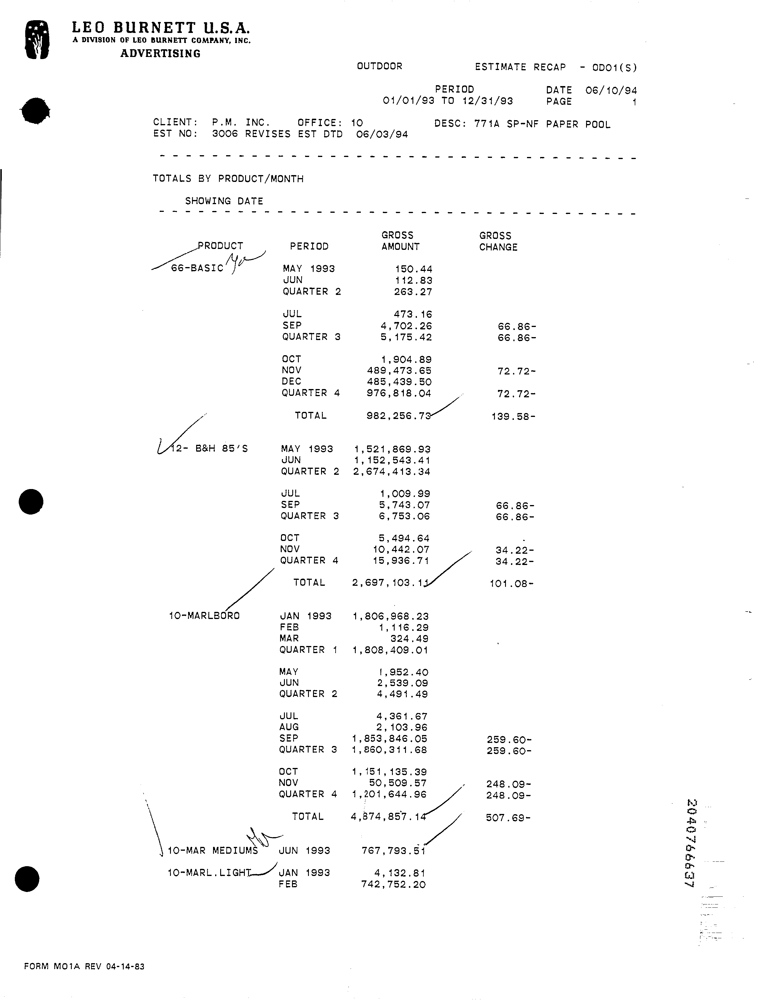 LEO BURNETT U.S.A.
A DIVISION OF LEO BURNETT COMPANY, INC.
ADVERTISING
OUTDOOR ESTIMATE RECAP - OD01(S)
PERIOD DATE 06/10/94
01/01/93 TO 12/31/93 PAGE 1
CLIENT: P.M. INC. OFFICE: 10 DESC: 771A SP-NF PAPER POOL
EST NO: 3006 REVISES EST DTD 06/03/94
TOTALS BY PRODUCT/MONTH
SHOWING DATE
GROSS GROSS
PRODUCT PERIOD AMOUNT CHANGE
66-BASIC MAY 1993 150.44
JUN 112.83
QUARTER 2 263.27
JUL 473.16
SEP 4,702.26 66.86-
QUARTER 3 5,175.42 66.86-
OCT 1,904.89
NOV 489,473.65 72.72-
DEC 485,439.50
QUARTER 4 976,818.04 72.72-
TOTAL 982,256.73 139.58-
12- B&H 85'S MAY 1993 1,521,869.93
JUN 1,152,543.41
QUARTER 2 2,674,413.34
JUL 1,009.99
SEP 5,743.07 66.86-
QUARTER 3 6,753.06 66.86-
OCT 5,494.64
NOV 10,442.07 34.22-
QUARTER 4 15,936.71 34.22-
TOTAL 2,697,103.11 101.08-
10-MARLBORO JAN 1993 1,806,968.23
FEB 1,116.29
MAR 324.49
QUARTER 1 1,808,409.01
MAY 1,952.40
JUN 2,539.09
QUARTER 2 4,491.49
JUL 4,361.67
AUG 2,103.96
SEP 1,853,846.05 259.60-
QUARTER 3 1,860,311.68 259.60-
OCT 1,151,135.39
NOV 50,509.57 248.09-
QUARTER 4 1,201,644.96 248.09-
TOTAL 4,874,857.14 507.69-
10-MAR MEDIUMS JUN 1993 767,793.51
10-MARL.LIGHT JAN 1993 4,132.81
FEB 742,752.20
2040766637
FORM M01A REV 04-14-83